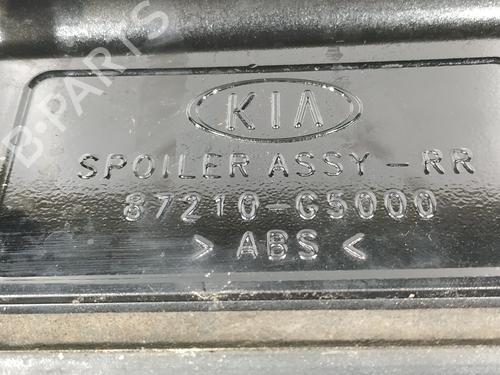 KIA
SPOILER ASSY-RR
87210-G5000
> ABS <
B-PARTS